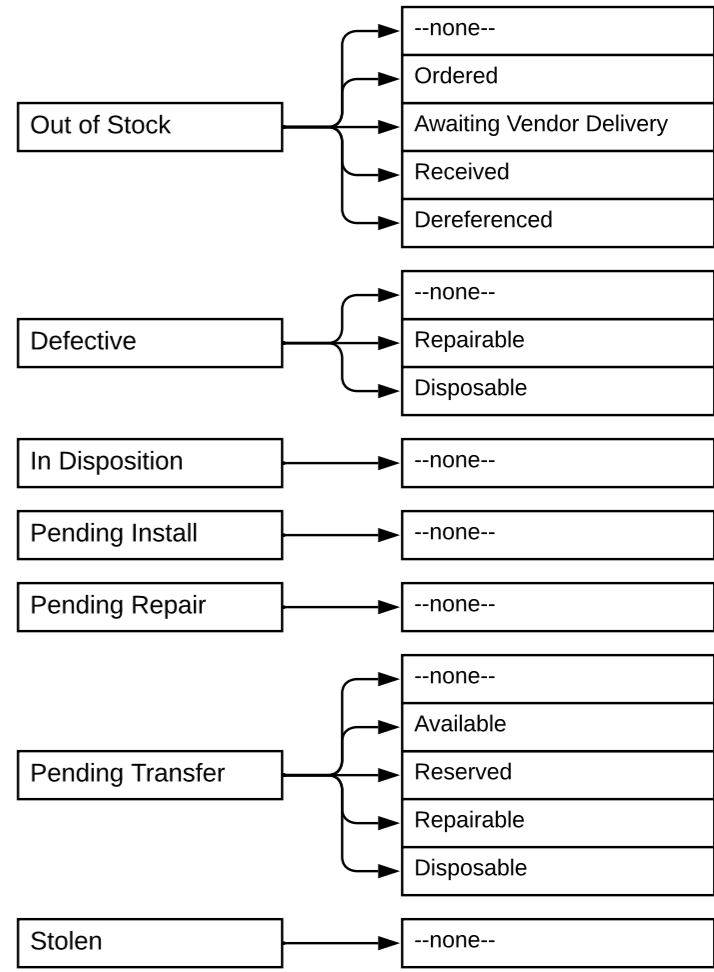 Out of Stock
--none--
Ordered
Awaiting Vendor Delivery
Received
Dereferenced
Defective
--none--
Repairable
Disposable
In Disposition
--none--
Pending Install
--none--
Pending Repair
--none--
Pending Transfer
--none--
Available
Reserved
Repairable
Disposable
Stolen
--none--